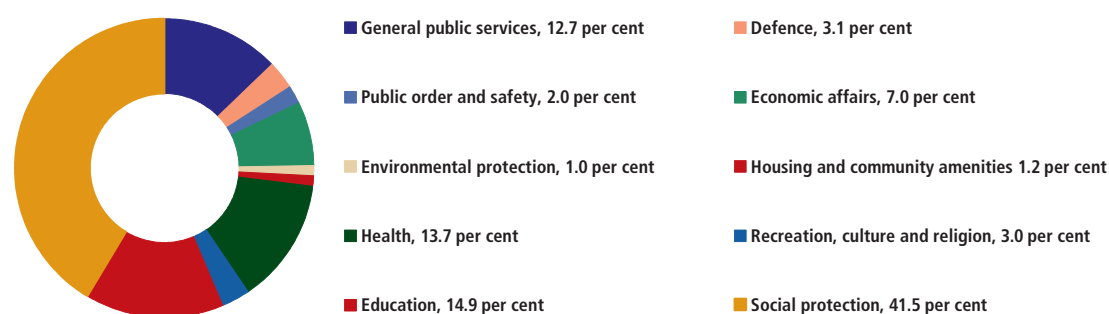 General public services, 12.7 per cent
Defence, 3.1 per cent
Public order and safety, 2.0 per cent
Economic affairs, 7.0 per cent
Environmental protection, 1.0 per cent
Housing and community amenities 1.2 per cent
Health, 13.7 per cent
Recreation, culture and religion, 3.0 per cent
Education, 14.9 per cent
Social protection, 41.5 per cent